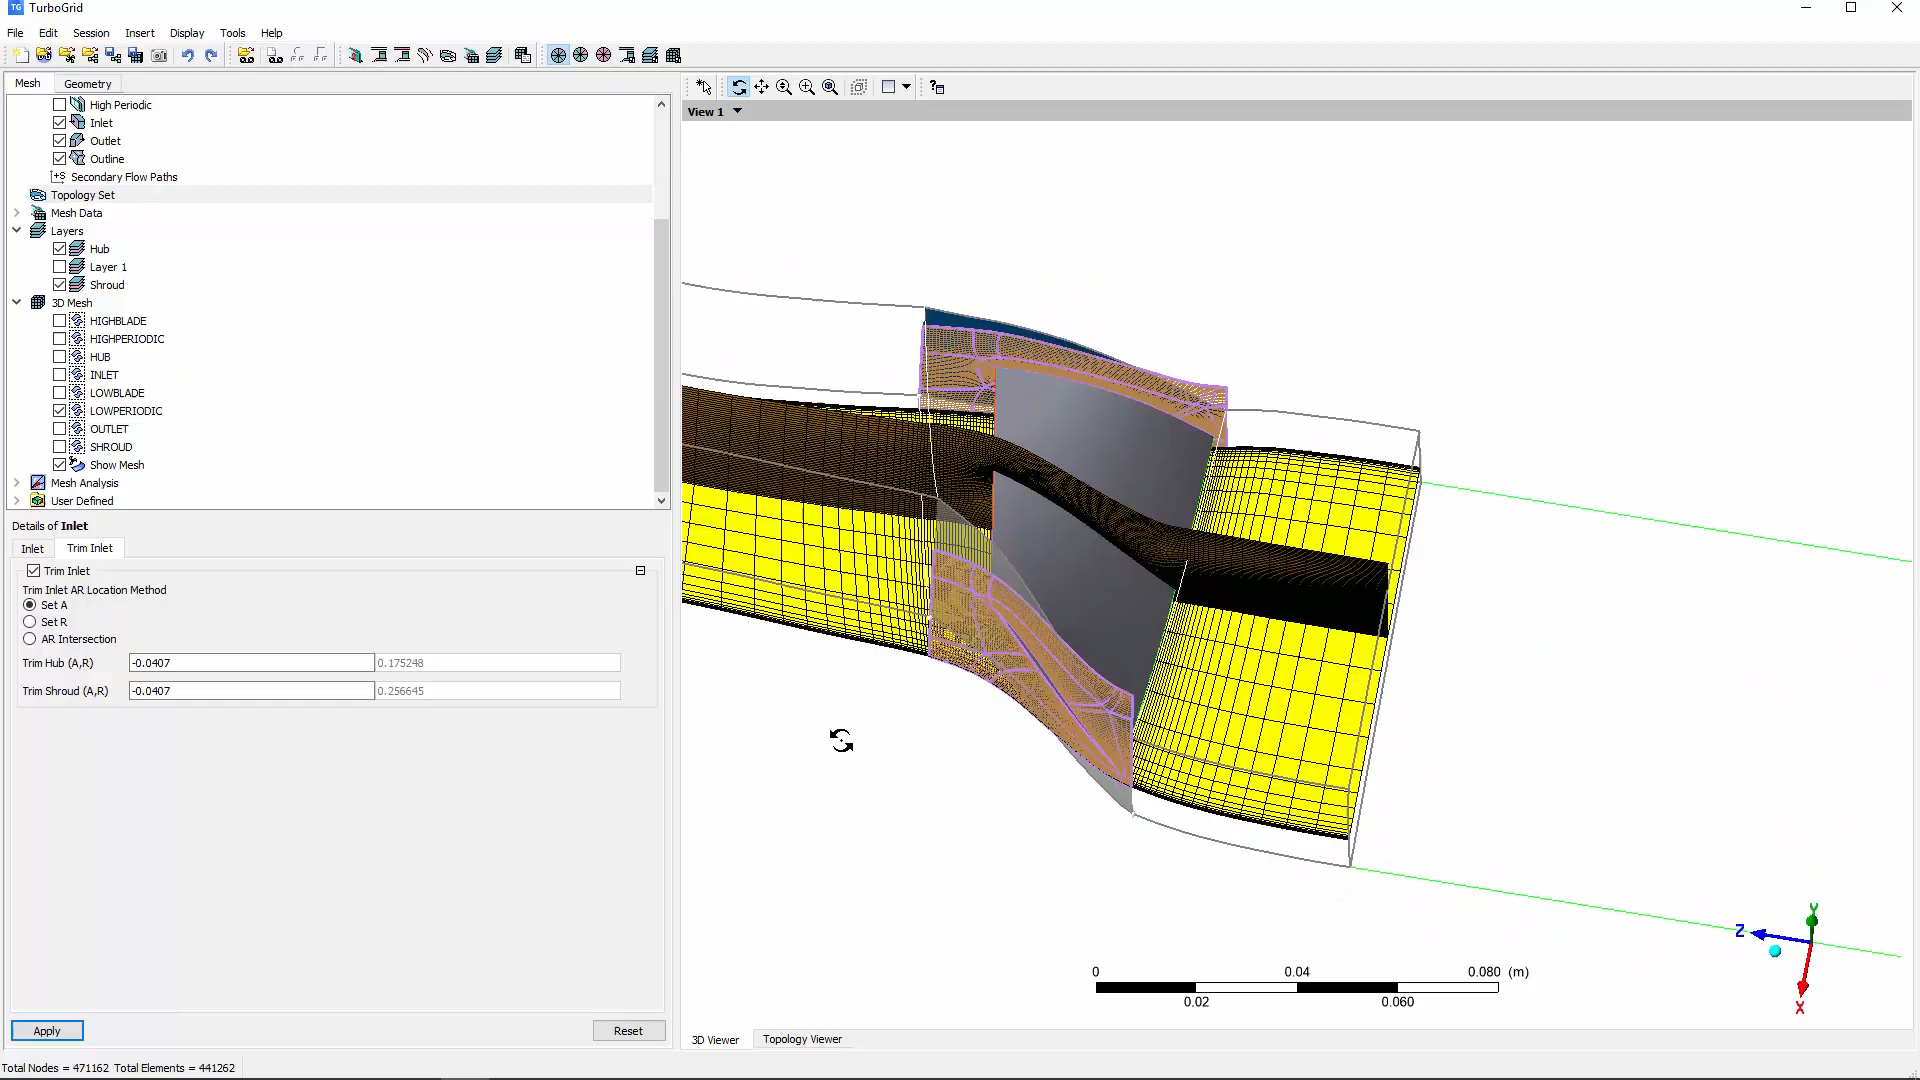 TG TurboGrid
File Edit Session Insert Display Tools Help
Mesh Geometry
View 1
High Periodic
Inlet
Outlet
Outline
Secondary Flow Paths
Topology Set
Mesh Data
Layers
Hub
Layer 1
Shroud
3D Mesh
HIGHBLADE
HIGHPERIODIC
HUB
INLET
LOWBLADE
LOWPERIODIC
OUTLET
SHROUD
Show Mesh
Mesh Analysis
User Defined
Details of Inlet
Inlet Trim Inlet
Trim Inlet
Trim Inlet AR Location Method
Set A
Set R
AR Intersection
Trim Hub (A,R) -0.0407 0.175248
Trim Shroud (A,R) -0.0407 0.256645
Y
Z
X
0 0.04 0.080 (m)
0.02 0.060
Apply Reset
3D Viewer Topology Viewer
Total Nodes = 471162 Total Elements = 441262